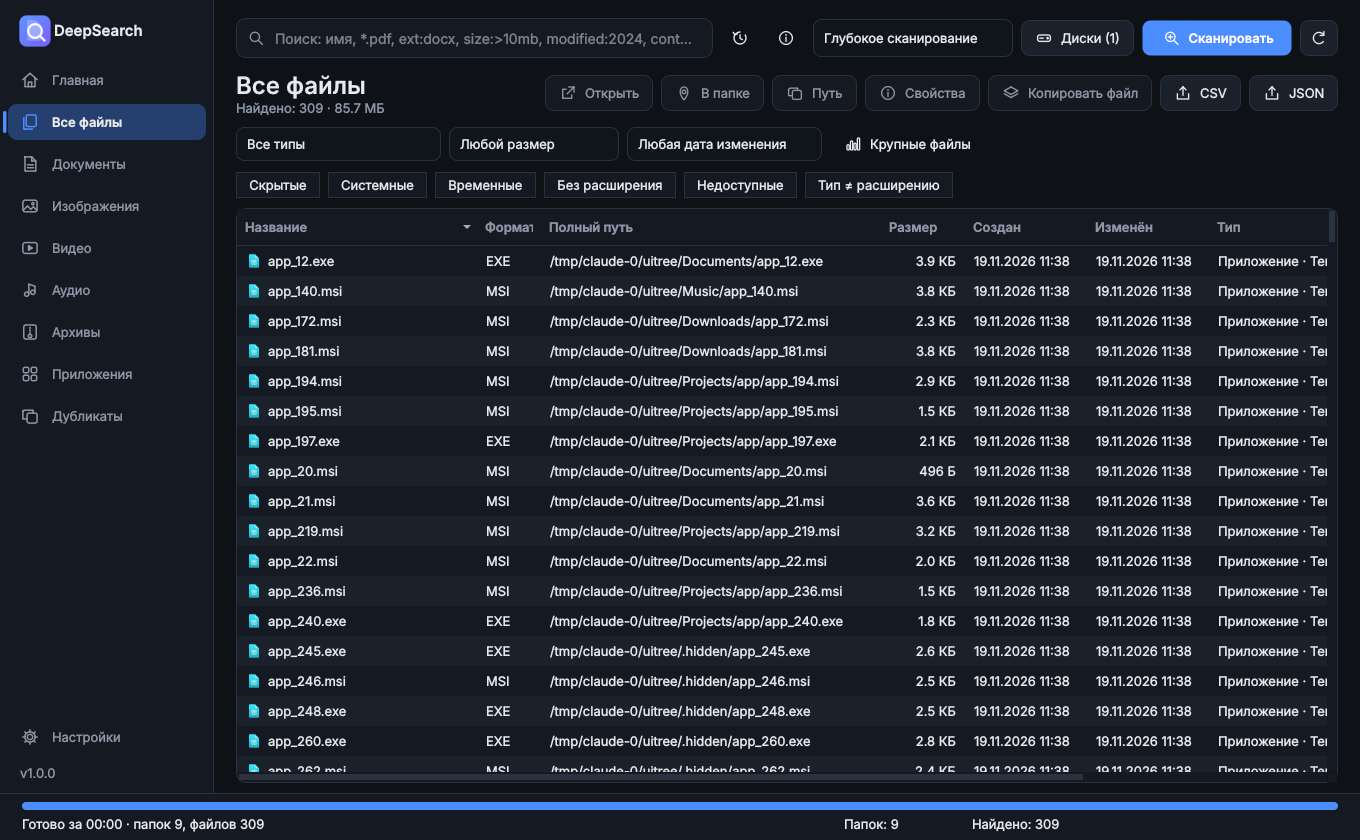 DeepSearch
Поиск: имя, *.pdf, ext:docx, size:>10mb, modified:2024, cont...
Глубокое сканирование
Диски (1)
Сканировать
Главная
Все файлы
Документы
Изображения
Видео
Аудио
Архивы
Приложения
Дубликаты
Настройки
v1.0.0
Все файлы
Найдено: 309 · 85.7 МБ
Открыть
В папке
Путь
Свойства
Копировать файл
CSV
JSON
Все типы
Любой размер
Любая дата изменения
Крупные файлы
Скрытые
Системные
Временные
Без расширения
Недоступные
Тип ≠ расширению
Название Формат Полный путь Размер Создан Изменён Тип
app_12.exe EXE /tmp/claude-0/uitree/Documents/app_12.exe 3.9 КБ 19.11.2026 11:38 19.11.2026 11:38 Приложение ·
app_140.msi MSI /tmp/claude-0/uitree/Music/app_140.msi 3.8 КБ 19.11.2026 11:38 19.11.2026 11:38 Приложение ·
app_172.msi MSI /tmp/claude-0/uitree/Downloads/app_172.msi 2.3 КБ 19.11.2026 11:38 19.11.2026 11:38 Приложение ·
app_181.msi MSI /tmp/claude-0/uitree/Downloads/app_181.msi 3.8 КБ 19.11.2026 11:38 19.11.2026 11:38 Приложение ·
app_194.msi MSI /tmp/claude-0/uitree/Projects/app/app_194.msi 2.9 КБ 19.11.2026 11:38 19.11.2026 11:38 Приложение ·
app_195.msi MSI /tmp/claude-0/uitree/Projects/app/app_195.msi 1.5 КБ 19.11.2026 11:38 19.11.2026 11:38 Приложение ·
app_197.exe EXE /tmp/claude-0/uitree/Projects/app/app_197.exe 2.1 КБ 19.11.2026 11:38 19.11.2026 11:38 Приложение ·
app_20.msi MSI /tmp/claude-0/uitree/Documents/app_20.msi 496 Б 19.11.2026 11:38 19.11.2026 11:38 Приложение ·
app_21.msi MSI /tmp/claude-0/uitree/Documents/app_21.msi 3.6 КБ 19.11.2026 11:38 19.11.2026 11:38 Приложение ·
app_219.msi MSI /tmp/claude-0/uitree/Projects/app/app_219.msi 3.2 КБ 19.11.2026 11:38 19.11.2026 11:38 Приложение ·
app_22.msi MSI /tmp/claude-0/uitree/Documents/app_22.msi 2.0 КБ 19.11.2026 11:38 19.11.2026 11:38 Приложение ·
app_236.msi MSI /tmp/claude-0/uitree/Projects/app/app_236.msi 1.5 КБ 19.11.2026 11:38 19.11.2026 11:38 Приложение ·
app_240.exe EXE /tmp/claude-0/uitree/Projects/app/app_240.exe 1.8 КБ 19.11.2026 11:38 19.11.2026 11:38 Приложение ·
app_245.exe EXE /tmp/claude-0/uitree/.hidden/app_245.exe 2.6 КБ 19.11.2026 11:38 19.11.2026 11:38 Приложение ·
app_246.msi MSI /tmp/claude-0/uitree/.hidden/app_246.msi 2.5 КБ 19.11.2026 11:38 19.11.2026 11:38 Приложение ·
app_248.exe EXE /tmp/claude-0/uitree/.hidden/app_248.exe 2.5 КБ 19.11.2026 11:38 19.11.2026 11:38 Приложение ·
app_260.exe EXE /tmp/claude-0/uitree/.hidden/app_260.exe 2.8 КБ 19.11.2026 11:38 19.11.2026 11:38 Приложение ·
app_262.msi MSI /tmp/claude-0/uitree/.hidden/app_262.msi 2.4 КБ 19.11.2026 11:38 19.11.2026 11:38 Приложение ·
Готово за 00:00 · папок 9, файлов 309
Папок: 9
Найдено: 309